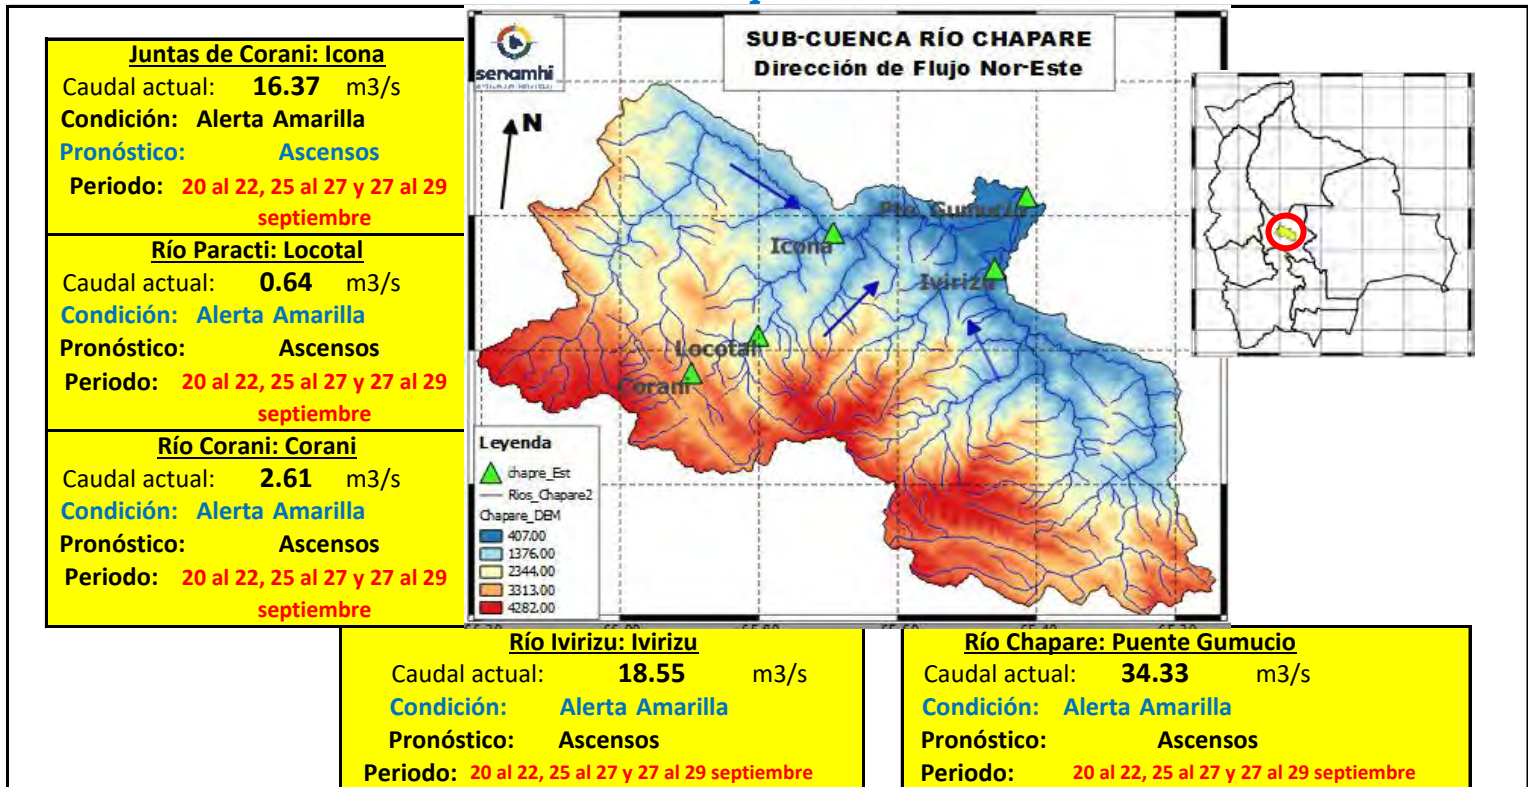 Juntas de Corani: Icona
Caudal actual: 16.37 m3/s
Condición: Alerta Amarilla
Pronóstico: Ascensos
Periodo: 20 al 22, 25 al 27 y 27 al 29
septiembre
Río Paracti: Locotal
Caudal actual: 0.64 m3/s
Condición: Alerta Amarilla
Pronóstico: Ascensos
Periodo: 20 al 22, 25 al 27 y 27 al 29
septiembre
Río Corani: Corani
Caudal actual: 2.61 m3/s
Condición: Alerta Amarilla
Pronóstico: Ascensos
Periodo: 20 al 22, 25 al 27 y 27 al 29
septiembre
senamhi
SUB-CUENCA RÍO CHAPARE
Dirección de Flujo Nor-Este
N
Pto. Gumucio
Icona
Ivirizu
Locotal
Corani
Leyenda
chapre_Est
Rios_Chapare2
Chapare_DEM
407.00
1376.00
2344.00
3313.00
4282.00
Río Ivirizu: Ivirizu
Caudal actual: 18.55 m3/s
Condición: Alerta Amarilla
Pronóstico: Ascensos
Periodo: 20 al 22, 25 al 27 y 27 al 29 septiembre
Río Chapare: Puente Gumucio
Caudal actual: 34.33 m3/s
Condición: Alerta Amarilla
Pronóstico: Ascensos
Periodo: 20 al 22, 25 al 27 y 27 al 29 septiembre